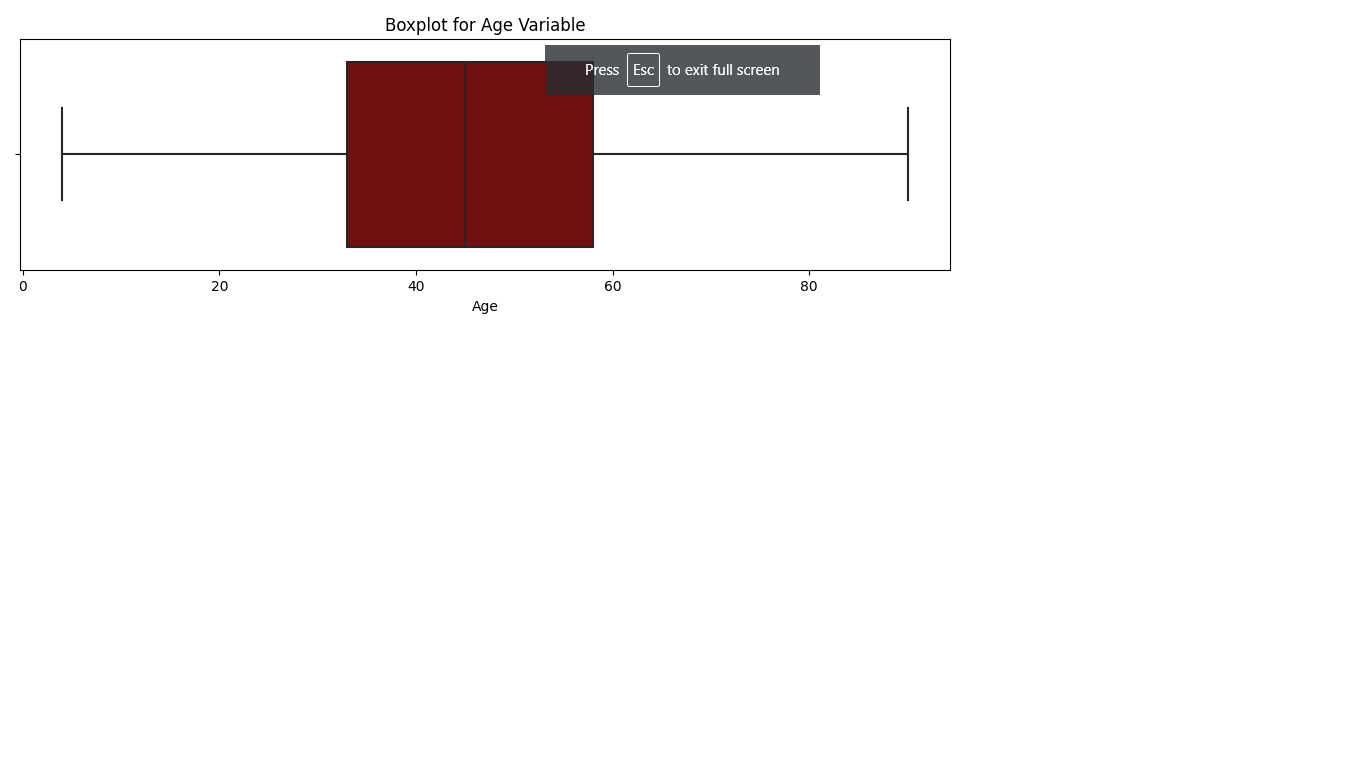 Boxplot for Age Variable
Press Esc to exit full screen
0 20 40 60 80
Age